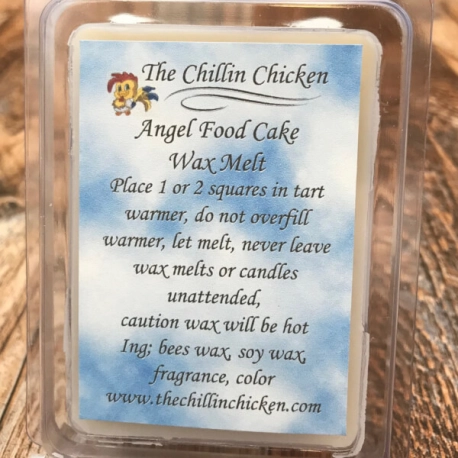 The Chillin Chicken
Angel Food Cake
Wax Melt
Place 1 or 2 squares in tart
warmer, do not overfill
warmer, let melt, never leave
wax melts or candles
unattended,
caution wax will be hot
Ing; bees wax, soy wax,
fragrance, color
www.thechillinchicken.com